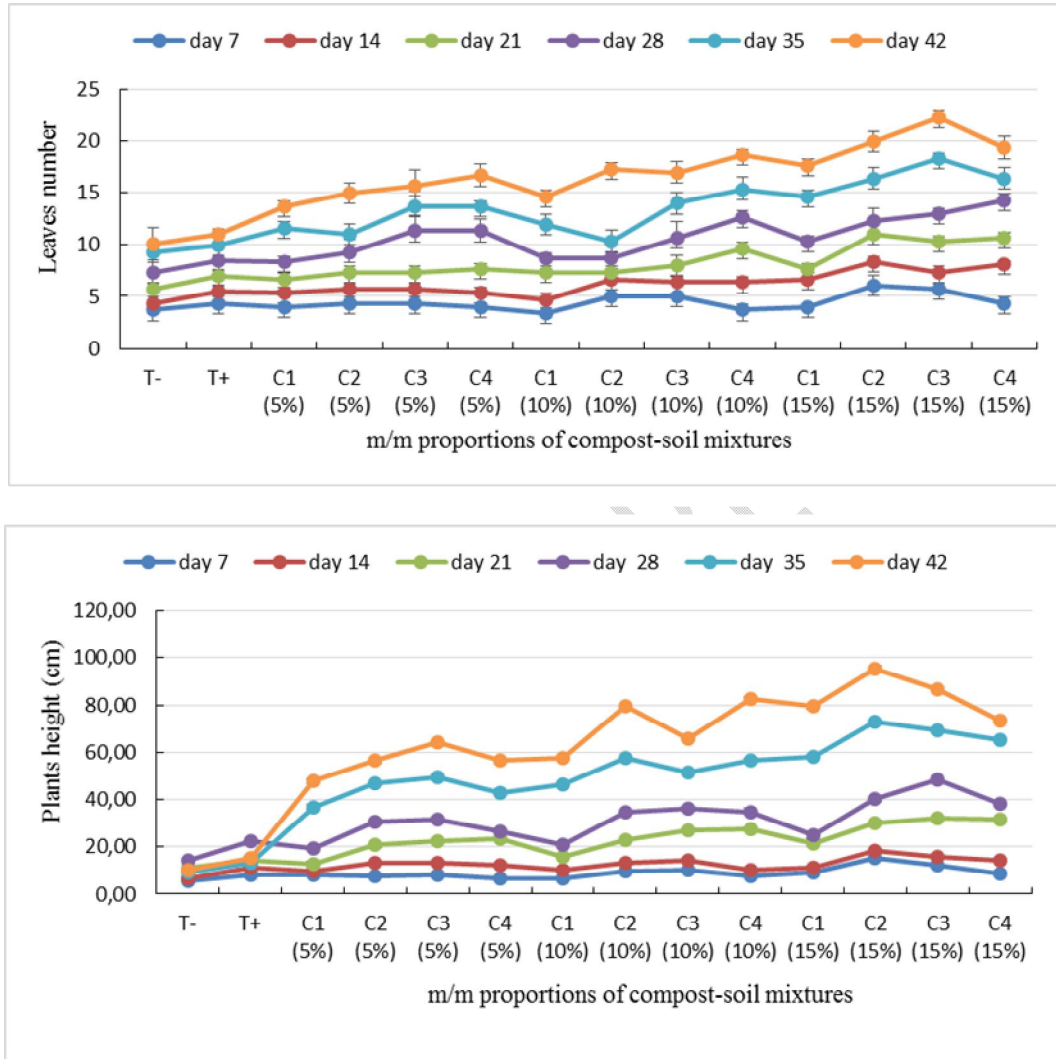 day 7 day 14 day 21 day 28 day 35 day 42
Leaves number
25
20
15
10
5
0
T- T+ C1 C2 C3 C4 C1 C2 C3 C4 C1 C2 C3 C4
(5%) (5%) (5%) (5%) (10%) (10%) (10%) (10%) (15%) (15%) (15%) (15%)
m/m proportions of compost-soil mixtures
day 7 day 14 day 21 day 28 day 35 day 42
Plants height (cm)
120,00
100,00
80,00
60,00
40,00
20,00
0,00
T- T+ C1 C2 C3 C4 C1 C2 C3 C4 C1 C2 C3 C4
(5%) (5%) (5%) (5%) (10%) (10%) (10%) (10%) (15%) (15%) (15%) (15%)
m/m proportions of compost-soil mixtures